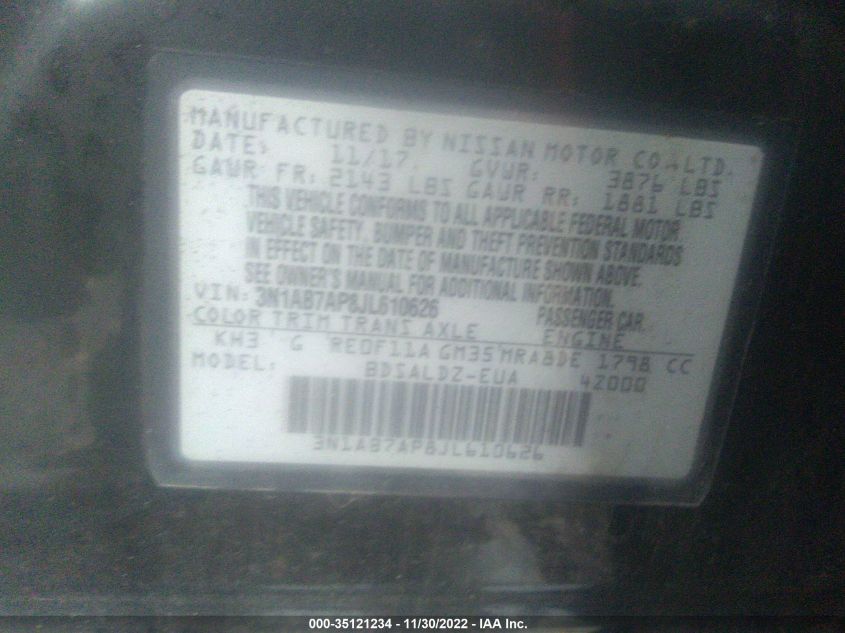 MANUFACTURED BY NISSAN MOTOR CO.,LTD.
DATE: 11/17 GVWR: 3876 LBS
GAWR FR: 2143 LBS GAWR RR: 1881 LBS
THIS VEHICLE CONFORMS TO ALL APPLICABLE FEDERAL MOTOR
VEHICLE SAFETY, BUMPER AND THEFT PREVENTION STANDARDS
IN EFFECT ON THE DATE OF MANUFACTURE SHOWN ABOVE.
SEE OWNER'S MANUAL FOR ADDITIONAL INFORMATION.
VIN: 3N1AB7AP8JL610626 PASSENGER CAR
COLOR TRIM TRANS AXLE ENGINE
KH3 G RE0F11A GM35 MRA8DE 1798 CC
MODEL: BDSALDZ-EUA 42000
3N1AB7AP8JL610626
000-35121234 - 11/30/2022 - IAA Inc.